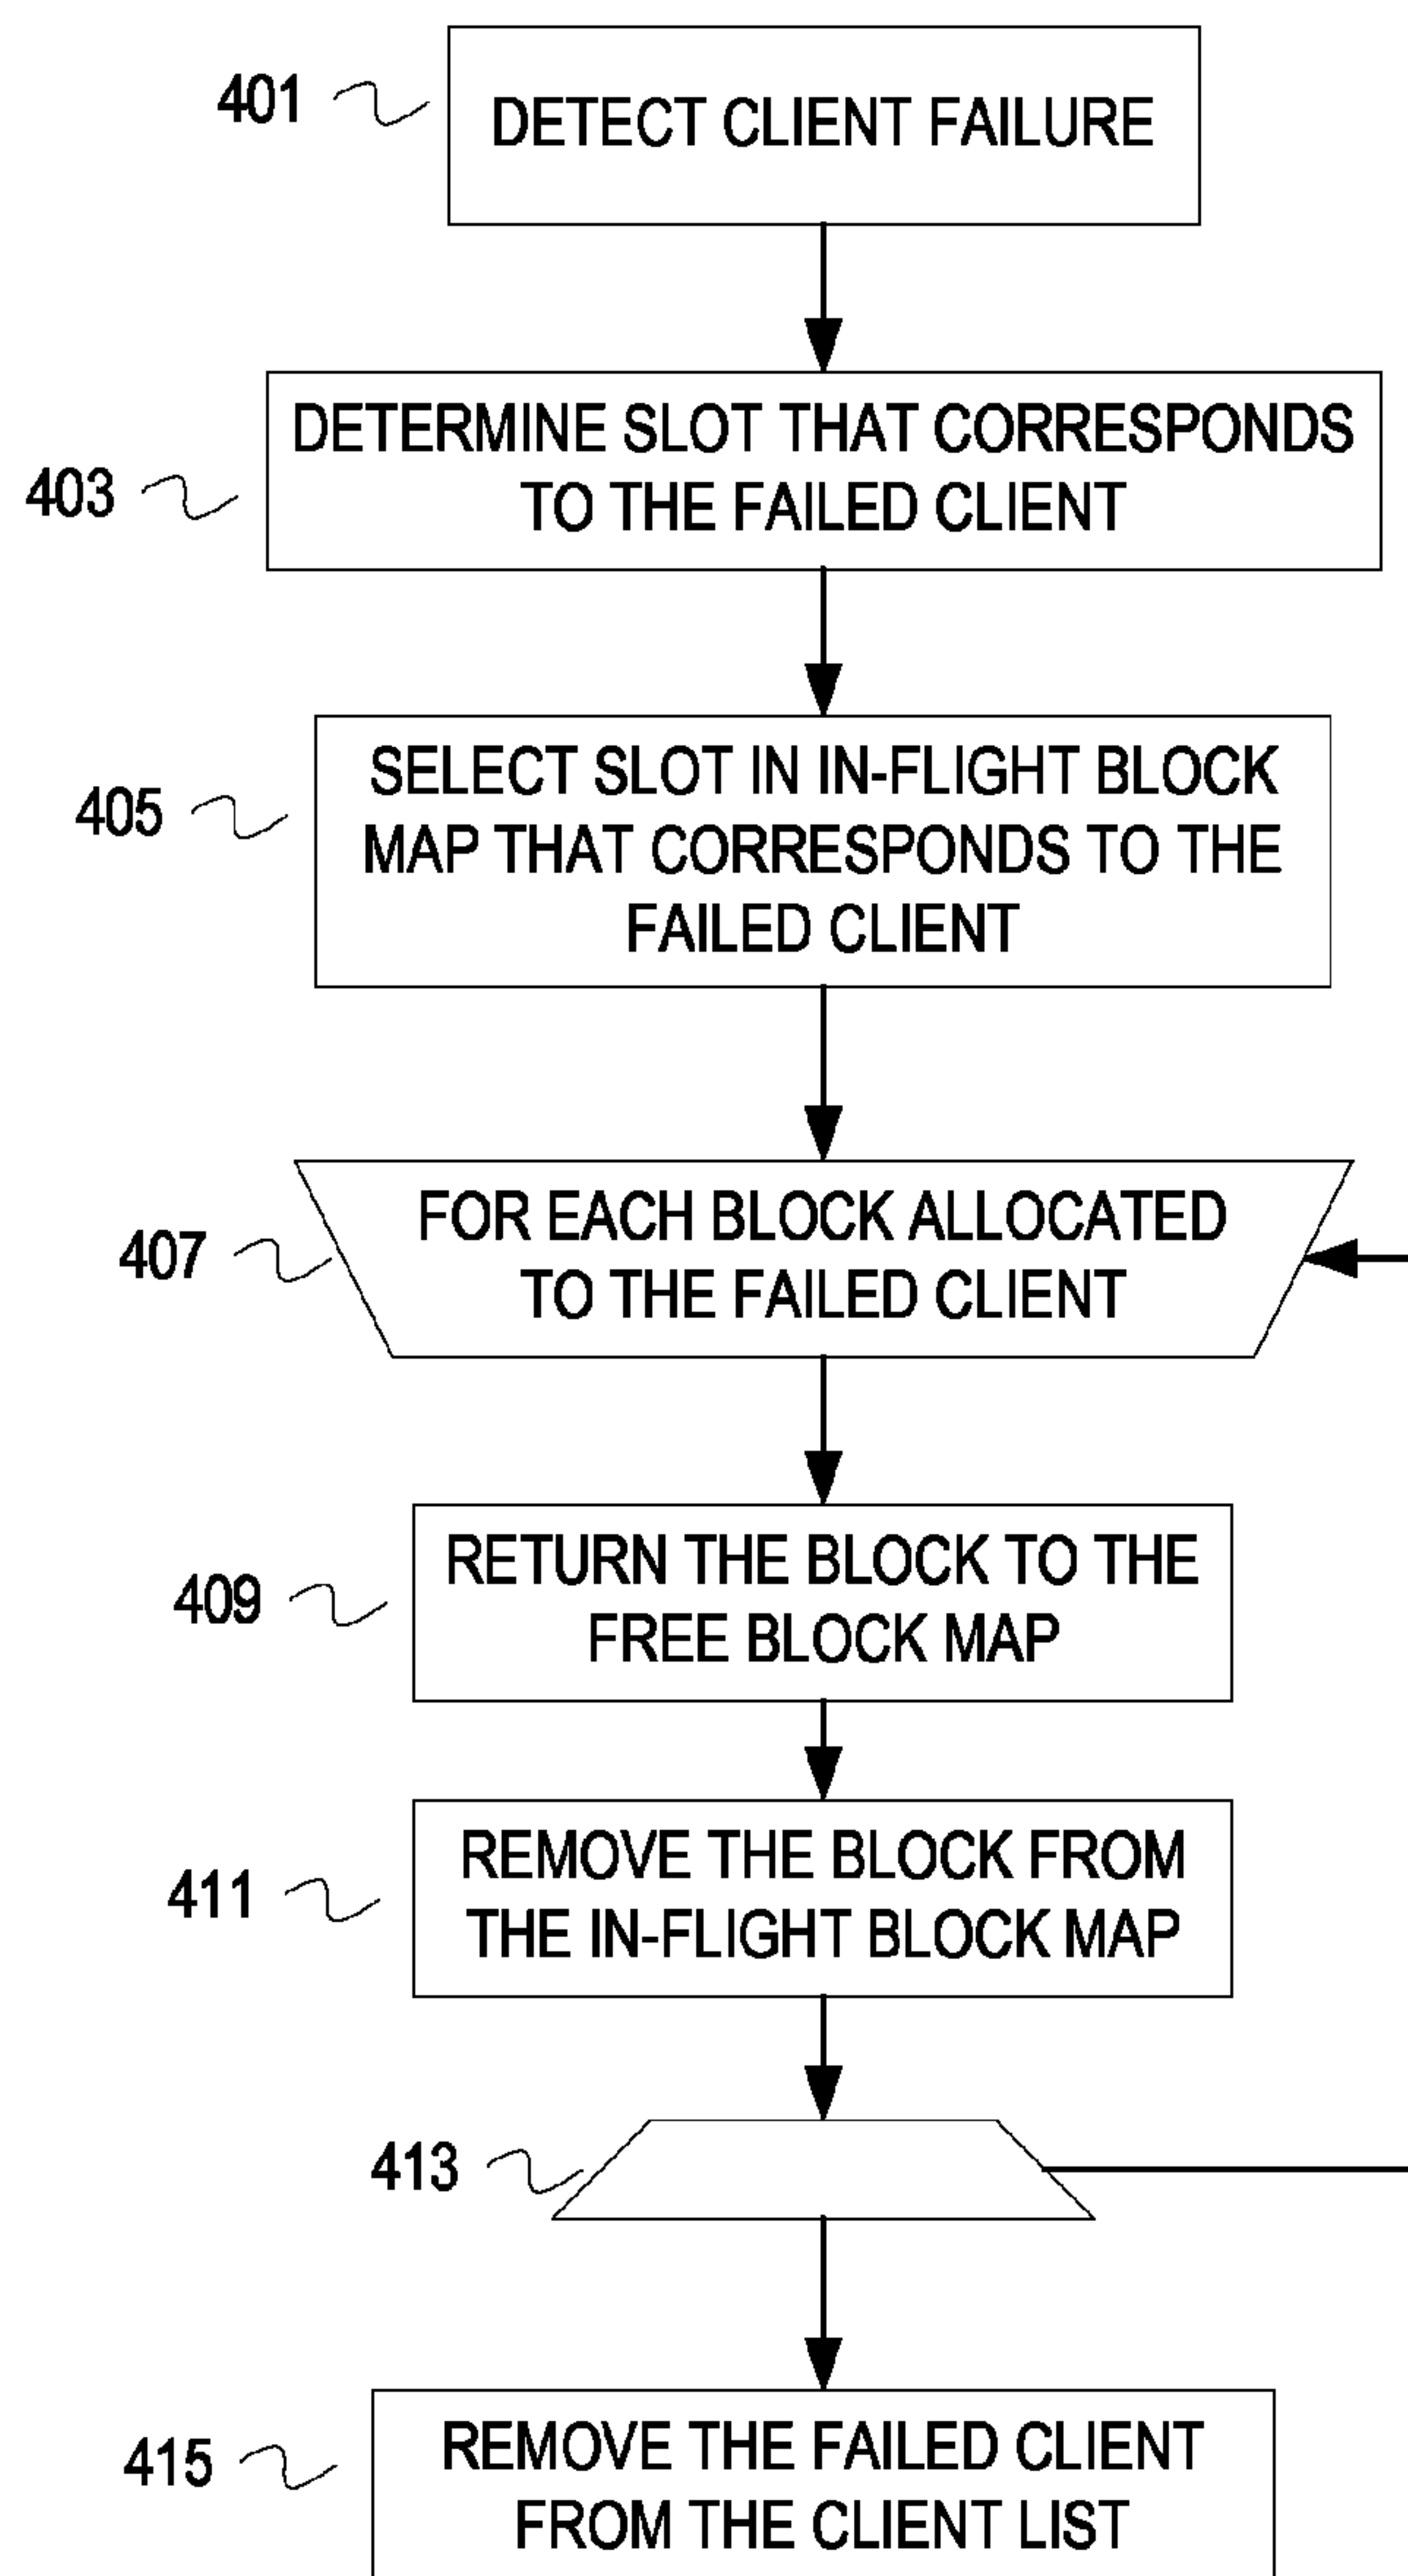 401
DETECT CLIENT FAILURE
403
DETERMINE SLOT THAT CORRESPONDS
TO THE FAILED CLIENT
405
SELECT SLOT IN IN-FLIGHT BLOCK
MAP THAT CORRESPONDS TO THE
FAILED CLIENT
407
FOR EACH BLOCK ALLOCATED
TO THE FAILED CLIENT
409
RETURN THE BLOCK TO THE
FREE BLOCK MAP
411
REMOVE THE BLOCK FROM
THE IN-FLIGHT BLOCK MAP
413
415
REMOVE THE FAILED CLIENT
FROM THE CLIENT LIST